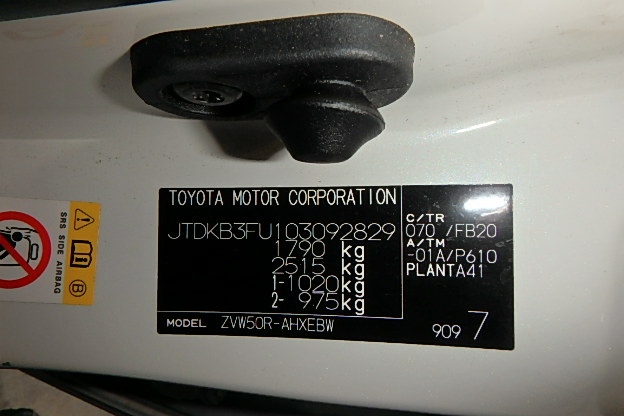 TOYOTA MOTOR CORPORATION
JTDKB3FU103092829
1790 kg
2515 kg
1-1020kg
2- 975kg
C/TR
070 /FB20
A/TM
-01A/P610
PLANTA41
MODEL ZVW50R-AHXEBW
909 7
SRS SIDE AIRBAG
B